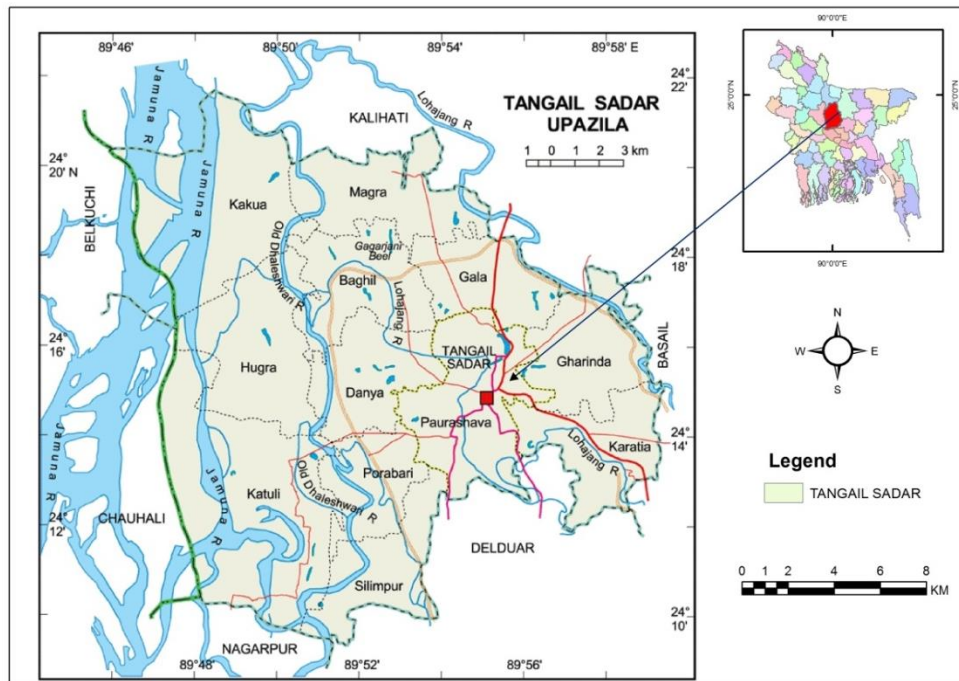 89°46'
89°50'
89°54'
89°58' E
90°0'0"E
24°
22'
25°0'0"N
25°0'0"N
TANGAIL SADAR
UPAZILA
1 0 1 2 3 km
KALIHATI
Lohajang R
Jamuna R
Jamuna R
24°
20' N
BELKUCHI
Kakua
Magra
Old Dhaleshwari R
Gagarjani
Beel
Baghil
Lohajang R
Gala
24°
18'
90°0'0"E
N
W E
S
24°
16'
TANGAIL
SADAR
Gharinda
BASAIL
Hugra
Danya
Paurashava
24°
14'
Karatia
Lohajang R
Jamuna R
Porabari
Old Dhaleshwari R
Katuli
Jamuna R
Legend
TANGAIL SADAR
24°
12'
CHAUHALI
DELDUAR
Silimpur
0 1 2 4 6 8
KM
24°
10'
NAGARPUR
89°48'
89°52'
89°56'